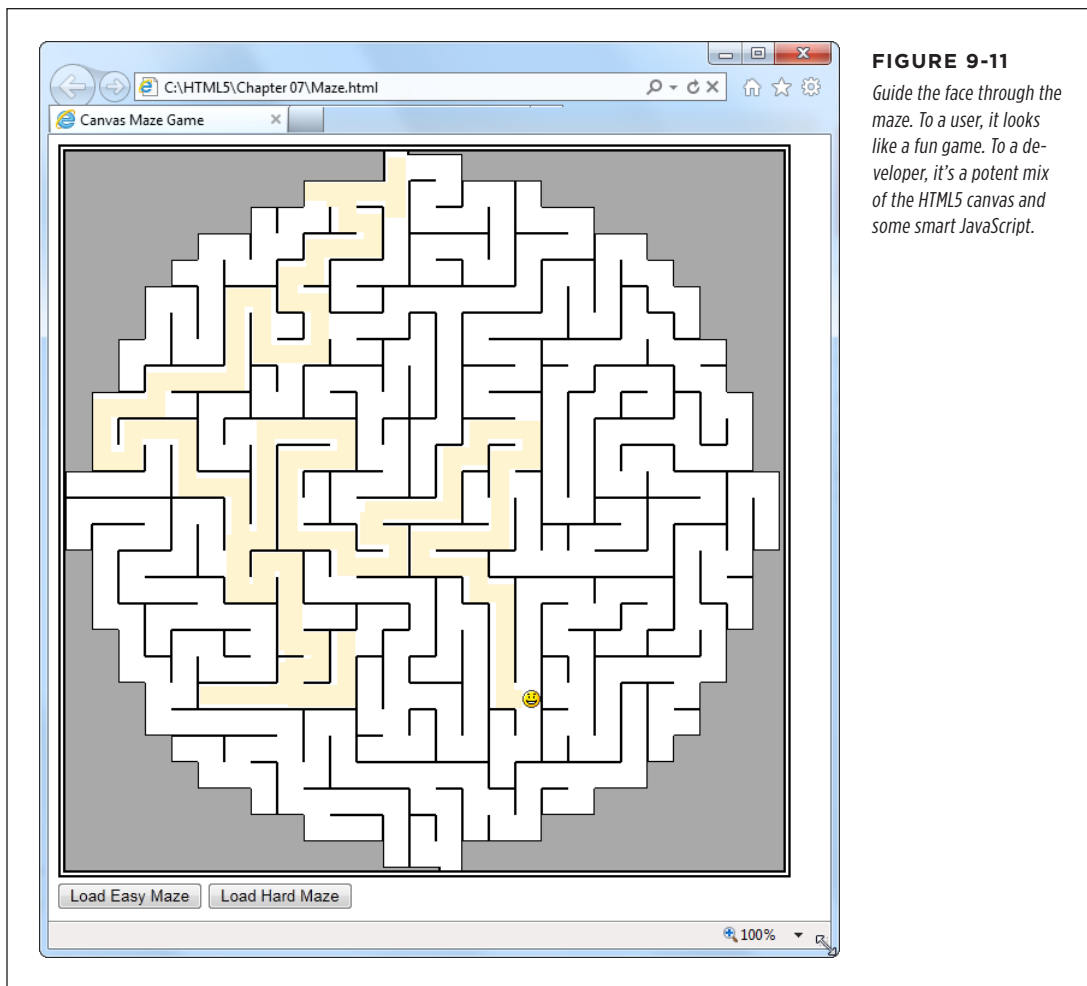 C:\HTML5\Chapter 07\Maze.html
Canvas Maze Game
Load Easy Maze
Load Hard Maze
100%
FIGURE 9-11
Guide the face through the
maze. To a user, it looks
like a fun game. To a de-
veloper, it's a potent mix
of the HTML5 canvas and
some smart JavaScript.